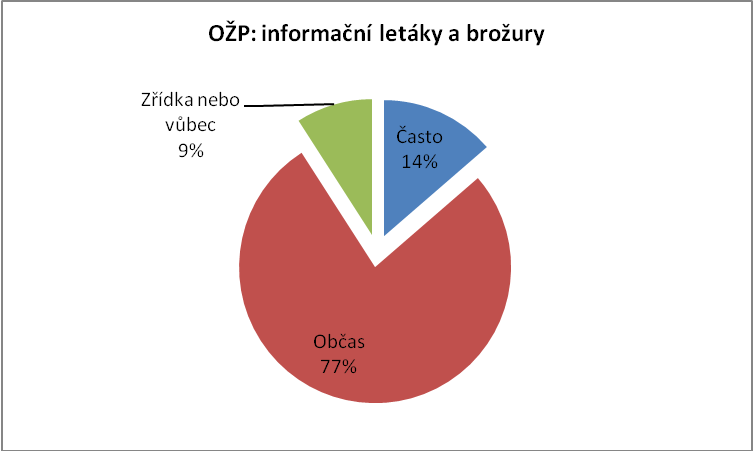 OŽP: informační letáky a brožury
Zřídka nebo
vůbec
9%
Často
14%
Občas
77%